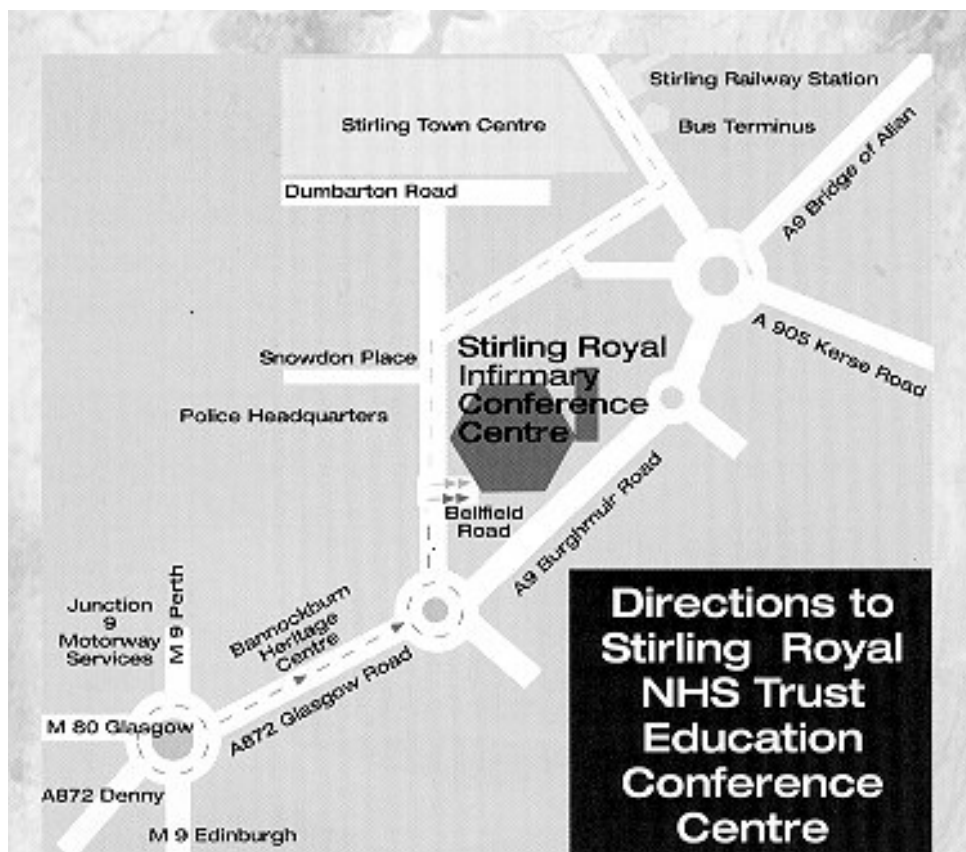 Stirling Railway Station
Stirling Town Centre
Bus Terminus
Dumbarton Road
A9 Bridge of Allan
A 905 Kerse Road
Snowdon Place
Stirling Royal
Infirmary
Conference
Centre
Police Headquarters
Bellfield
Road
A9 Burghmuir Road
Junction
9
Motorway
Services
M 9 Perth
Bannockburn
Heritage
Centre
A872 Glasgow Road
M 80 Glasgow
A872 Denny
M 9 Edinburgh
Directions to
Stirling Royal
NHS Trust
Education
Conference
Centre